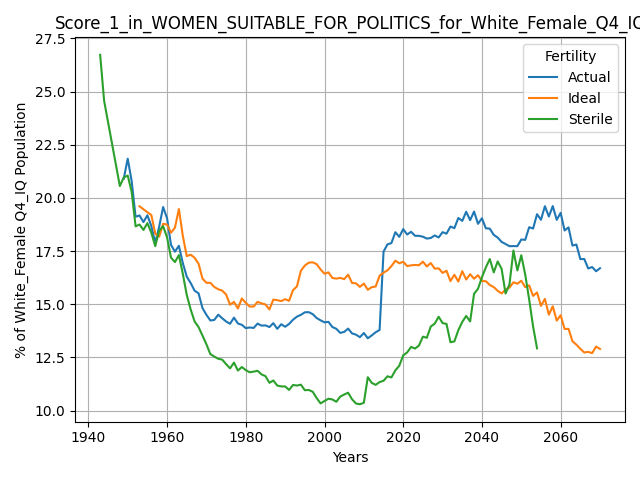 Score_1_in_WOMEN_SUITABLE_FOR_POLITICS_for_White_Female_Q4_IQ
Fertility
Actual
Ideal
Sterile
% of White_Female Q4_IQ Population
27.5
25.0
22.5
20.0
17.5
15.0
12.5
10.0
1940
1960
1980
2000
2020
2040
2060
Years